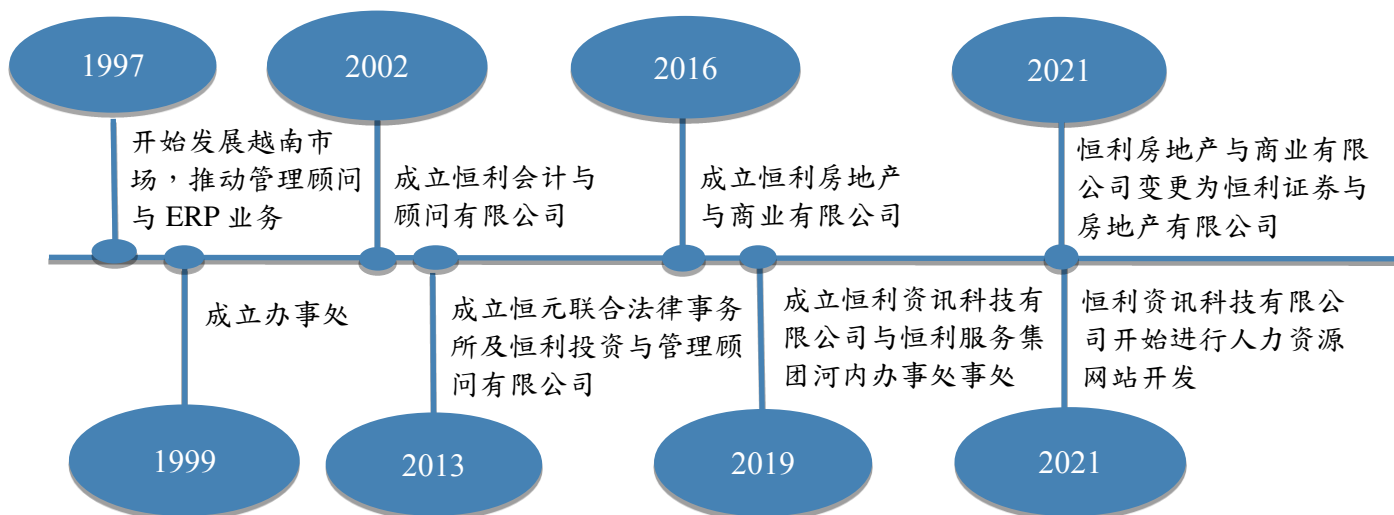 1997
开始发展越南市
场，推动管理顾问
与 ERP 业务
2002
成立恒利会计与
顾问有限公司
2016
成立恒利房地产
与商业有限公司
2021
恒利房地产与商业有限
公司变更为恒利证券与
房地产有限公司
成立办事处
1999
成立恒元联合法律事务
所及恒利投资与管理顾
问有限公司
2013
成立恒利资讯科技有
限公司与恒利服务集
团河内办事处事处
2019
恒利资讯科技有限公
司开始进行人力资源
网站开发
2021